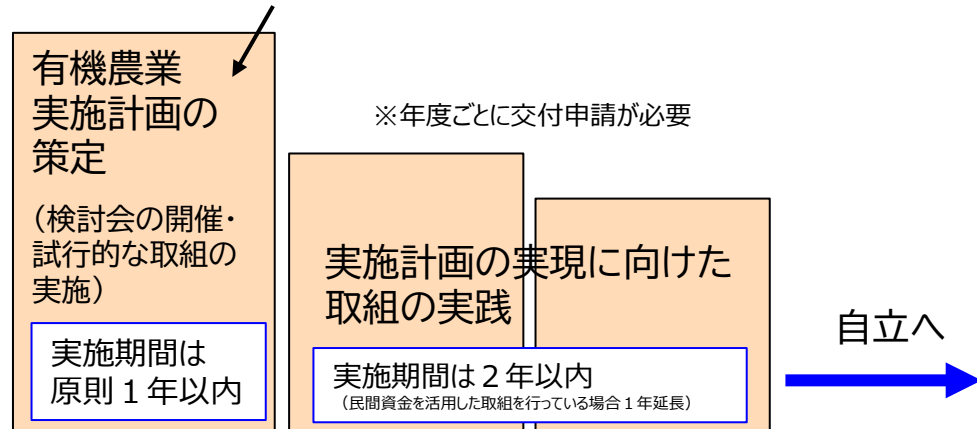 有機農業
実施計画の
策定
（検討会の開催・
試行的な取組の
実施）
実施期間は
原則１年以内
※年度ごとに交付申請が必要
実施計画の実現に向けた
取組の実践
実施期間は２年以内
（民間資金を活用した取組を行っている場合１年延長）
自立へ